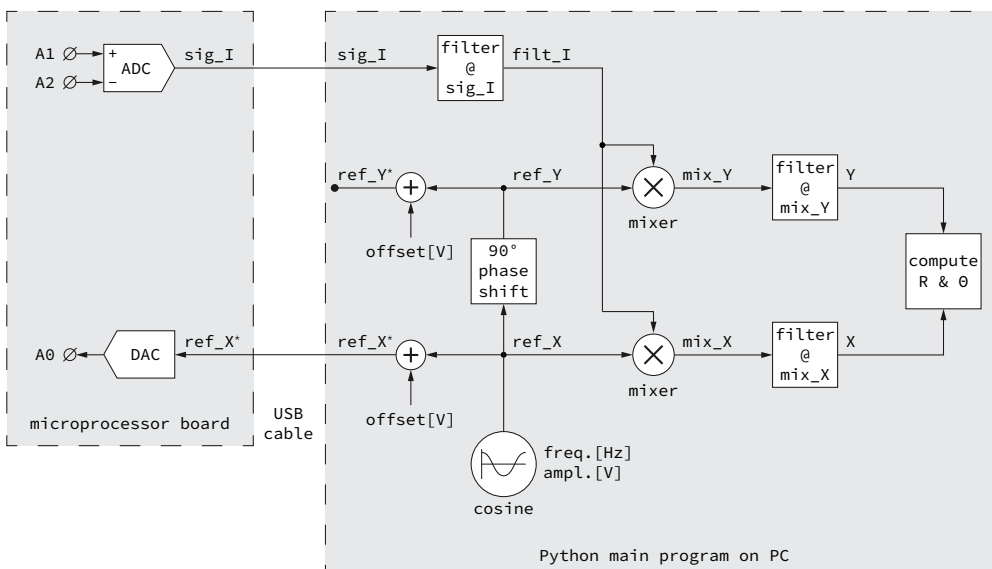 A1
A2
+
−
ADC
sig_I
sig_I
filter
@
sig_I
filt_I
ref_Y*
+
ref_Y
mixer
mix_Y
filter
@
mix_Y
Y
offset[V]
90°
phase
shift
compute
R & Θ
A0
DAC
ref_X*
ref_X*
+
ref_X
mixer
mix_X
filter
@
mix_X
X
offset[V]
microprocessor board
USB
cable
freq.[Hz]
ampl.[V]
cosine
Python main program on PC